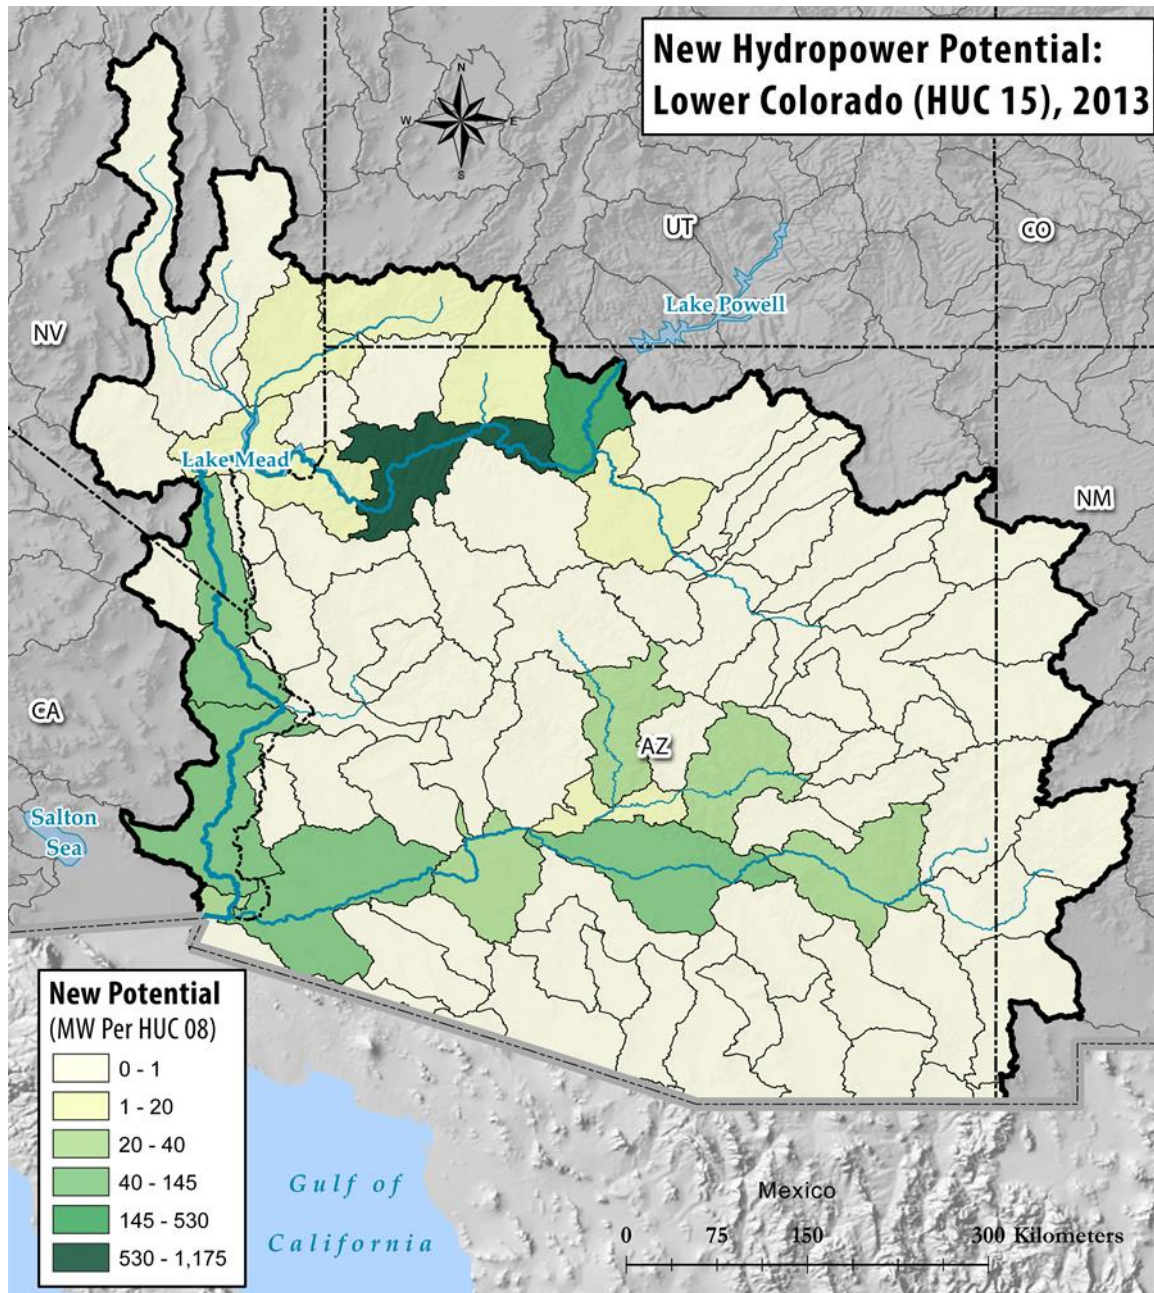 New Hydropower Potential:
Lower Colorado (HUC 15), 2013
N
W E
S
UT
CO
Lake Powell
NV
Lake Mead
NM
CA
AZ
Salton
Sea
New Potential
(MW Per HUC 08)
0 - 1
1 - 20
20 - 40
40 - 145
145 - 530
530 - 1,175
Gulf of
California
Mexico
0 75 150 300 Kilometers